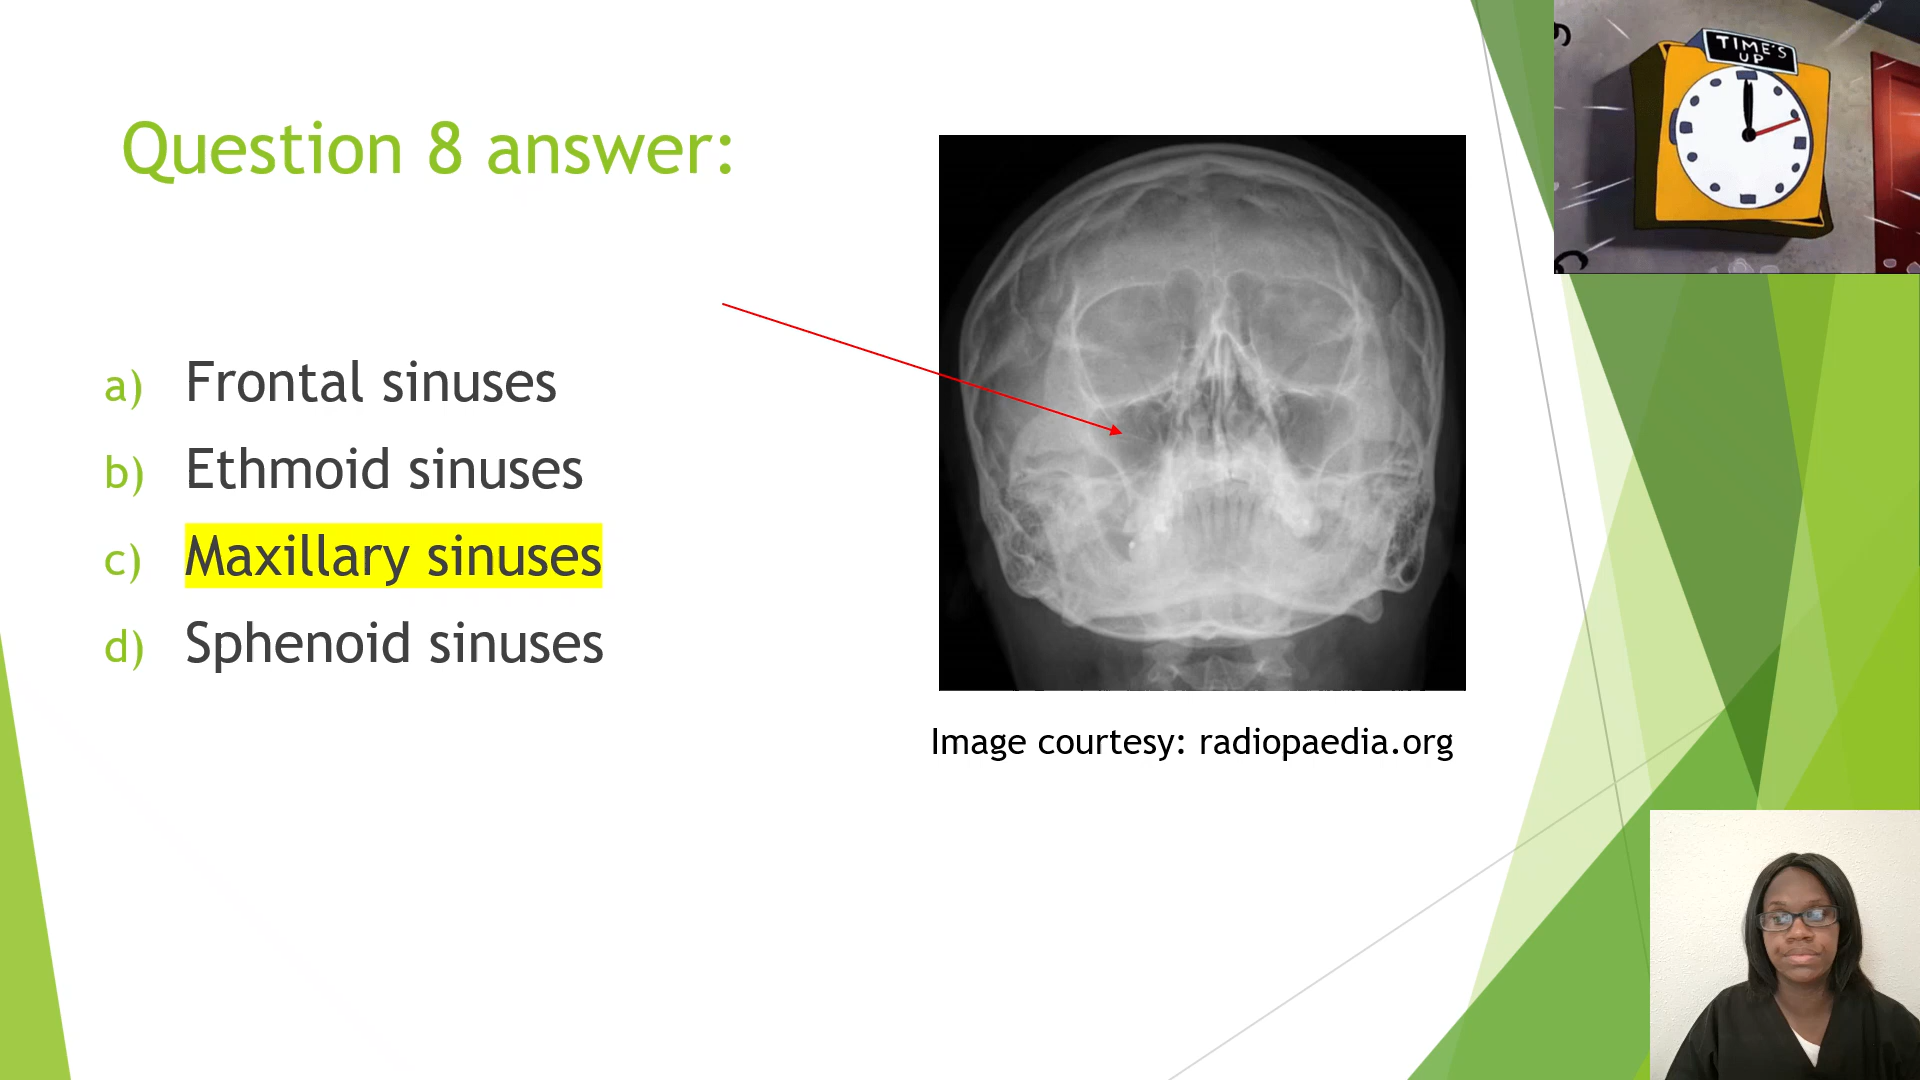 Question 8 answer:
a) Frontal sinuses
b) Ethmoid sinuses
c) Maxillary sinuses
d) Sphenoid sinuses
Image courtesy: radiopaedia.org
TIME'S
UP